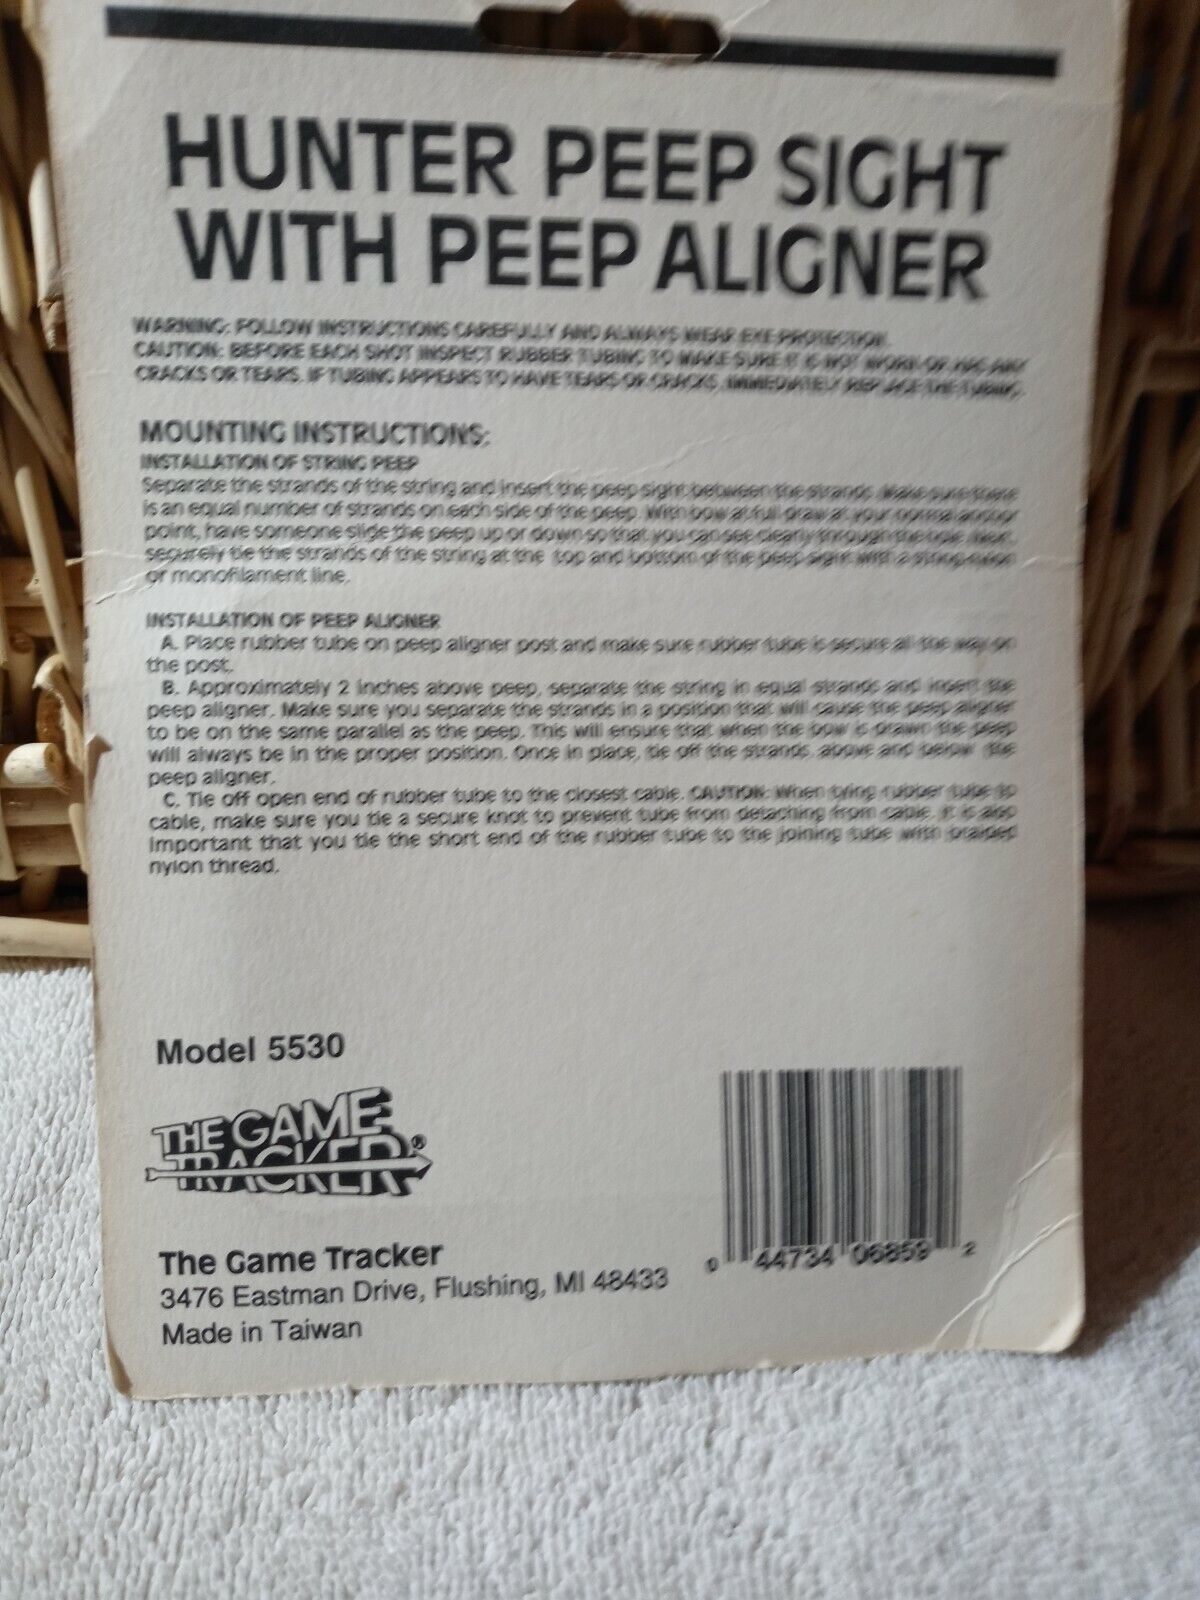 HUNTER PEEP SIGHT
WITH PEEP ALIGNER
WARNING: FOLLOW INSTRUCTIONS CAREFULLY AND ALWAYS WEAR EYE PROTECTION.
CAUTION: BEFORE EACH SHOT INSPECT RUBBER TUBING TO MAKE SURE IT IS NOT WORN OR HAS ANY
CRACKS OR TEARS. IF TUBING APPEARS TO HAVE TEARS OR CRACKS, IMMEDIATELY REPLACE THE TUBING.
MOUNTING INSTRUCTIONS:
INSTALLATION OF STRING PEEP
Separate the strands of the string and insert the peep sight between the strands. Make sure there
is an equal number of strands on each side of the peep. With bow at full draw at your normal anchor
point, have someone slide the peep up or down so that you can see clearly through the hole. Next,
securely tie the strands of the string at the top and bottom of the peep sight with a strong
or monofilament line.
INSTALLATION OF PEEP ALIGNER
A. Place rubber tube on peep aligner post and make sure rubber tube is secure all the way on
the post.
B. Approximately 2 inches above peep, separate the string in equal strands and insert the
peep aligner. Make sure you separate the strands in a position that will cause the peep aligner
to be on the same parallel as the peep. This will ensure that when the bow is drawn the peep
will always be in the proper position. Once in place, tie off the strands, above and below the
peep aligner.
C. Tie off open end of rubber tube to the closest cable. CAUTION: When tying rubber tube to
cable, make sure you tie a secure knot to prevent tube from detaching from cable. It is also
important that you tie the short end of the rubber tube to the joining tube with braided
nylon thread.
Model 5530
THE GAME
TRACKER®
The Game Tracker
3476 Eastman Drive, Flushing, MI 48433
Made in Taiwan
0 44734 06859 2